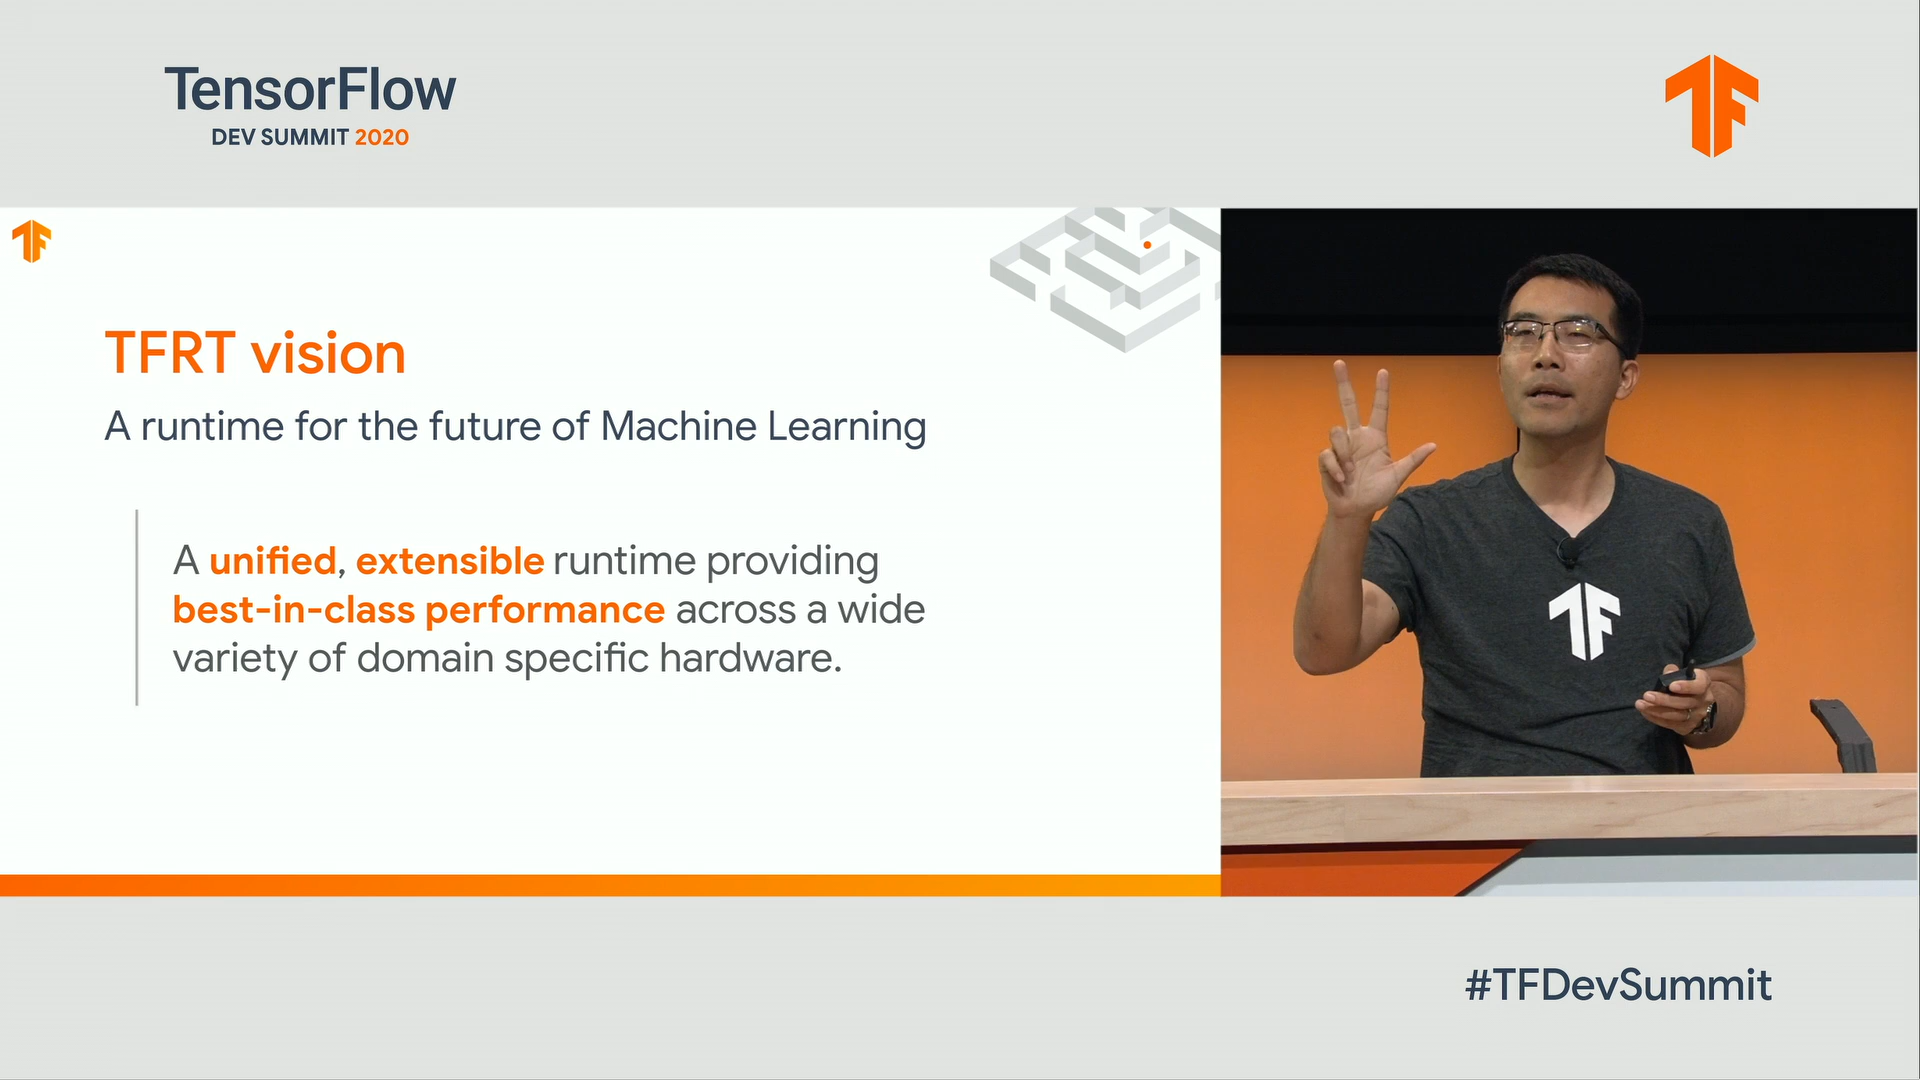 TensorFlow
DEV SUMMIT 2020
TFRT vision
A runtime for the future of Machine Learning
A unified, extensible runtime providing
best-in-class performance across a wide
variety of domain specific hardware.
#TFDevSummit